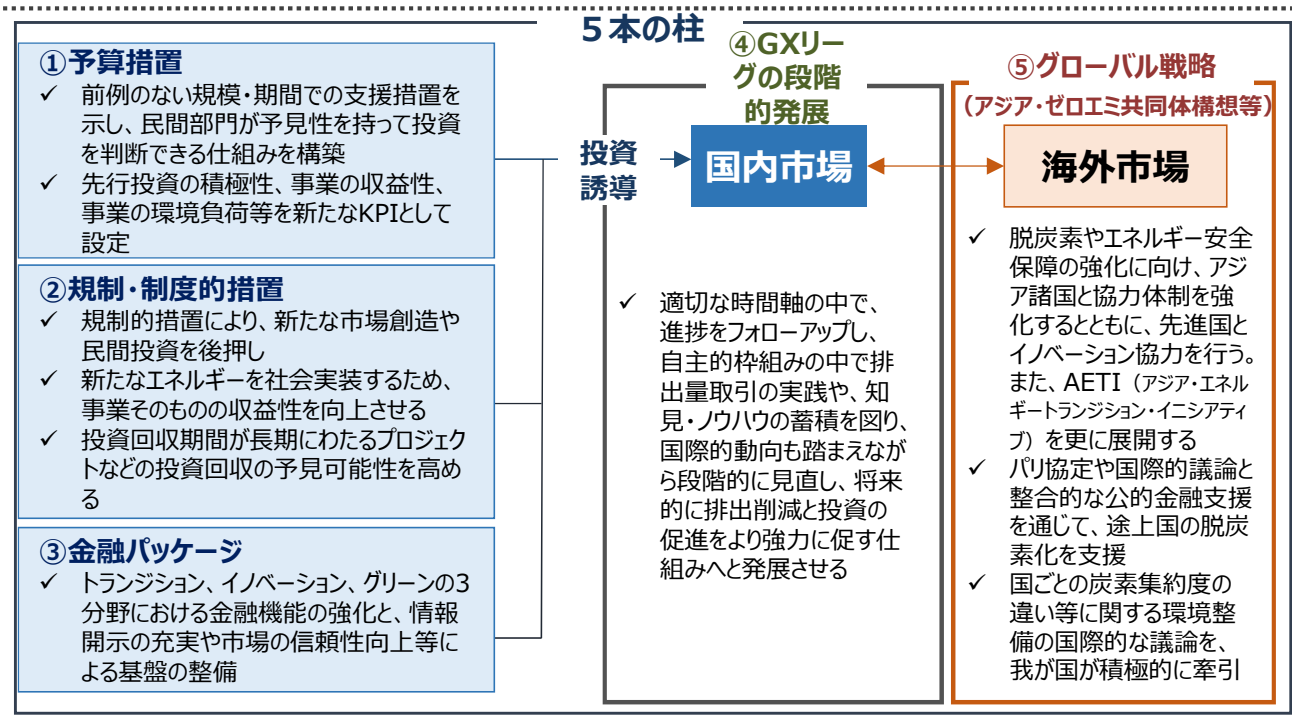 5本の柱
①予算措置
✓ 前例のない規模・期間での支援措置を
示し、民間部門が予見性を持って投資
を判断できる仕組みを構築
✓ 先行投資の積極性、事業の収益性、
事業の環境負荷等を新たなKPIとして
設定
②規制・制度的措置
✓ 規制的措置により、新たな市場創造や
民間投資を後押し
✓ 新たなエネルギーを社会実装するため、
事業そのものの収益性を向上させる
✓ 投資回収期間が長期にわたるプロジェク
トなどの投資回収の予見可能性を高め
る
③金融パッケージ
✓ トランジション、イノベーション、グリーンの3
分野における金融機能の強化と、情報
開示の充実や市場の信頼性向上等に
よる基盤の整備
投資
誘導
④GXリー
グの段階
的発展
国内市場
✓ 適切な時間軸の中で、
進捗をフォローアップし、
自主的枠組みの中で排
出量取引の実践や、知
見・ノウハウの蓄積を図り、
国際的動向も踏まえなが
ら段階的に見直し、将来
的に排出削減と投資の
促進をより強力に促す仕
組みへと発展させる
⑤グローバル戦略
（アジア・ゼロエミ共同体構想等）
海外市場
✓ 脱炭素やエネルギー安全
保障の強化に向け、アジ
ア諸国と協力体制を強
化するとともに、先進国と
イノベーション協力を行う。
また、AETI（アジア・エネル
ギートランジション・イニシアティ
ブ）を更に展開する
✓ パリ協定や国際的議論と
整合的な公的金融支援
を通じて、途上国の脱炭
素化を支援
✓ 国ごとの炭素集約度の
違い等に関する環境整
備の国際的な議論を、
我が国が積極的に牽引